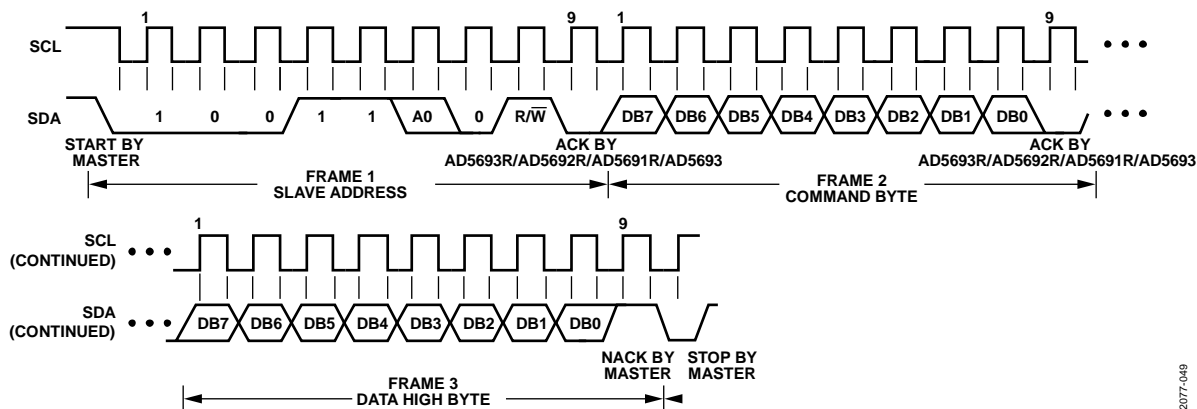 1 9 1 9
SCL
SDA 1 0 0 1 1 A0 0 R/W̅ DB7 DB6 DB5 DB4 DB3 DB2 DB1 DB0
START BY
MASTER
ACK BY
AD5693R/AD5692R/AD5691R/AD5693
ACK BY
AD5693R/AD5692R/AD5691R/AD5693
FRAME 1
SLAVE ADDRESS
FRAME 2
COMMAND BYTE
1 9
SCL
(CONTINUED)
SDA
(CONTINUED)
DB7 DB6 DB5 DB4 DB3 DB2 DB1 DB0
NACK BY
MASTER
STOP BY
MASTER
FRAME 3
DATA HIGH BYTE
2077-049